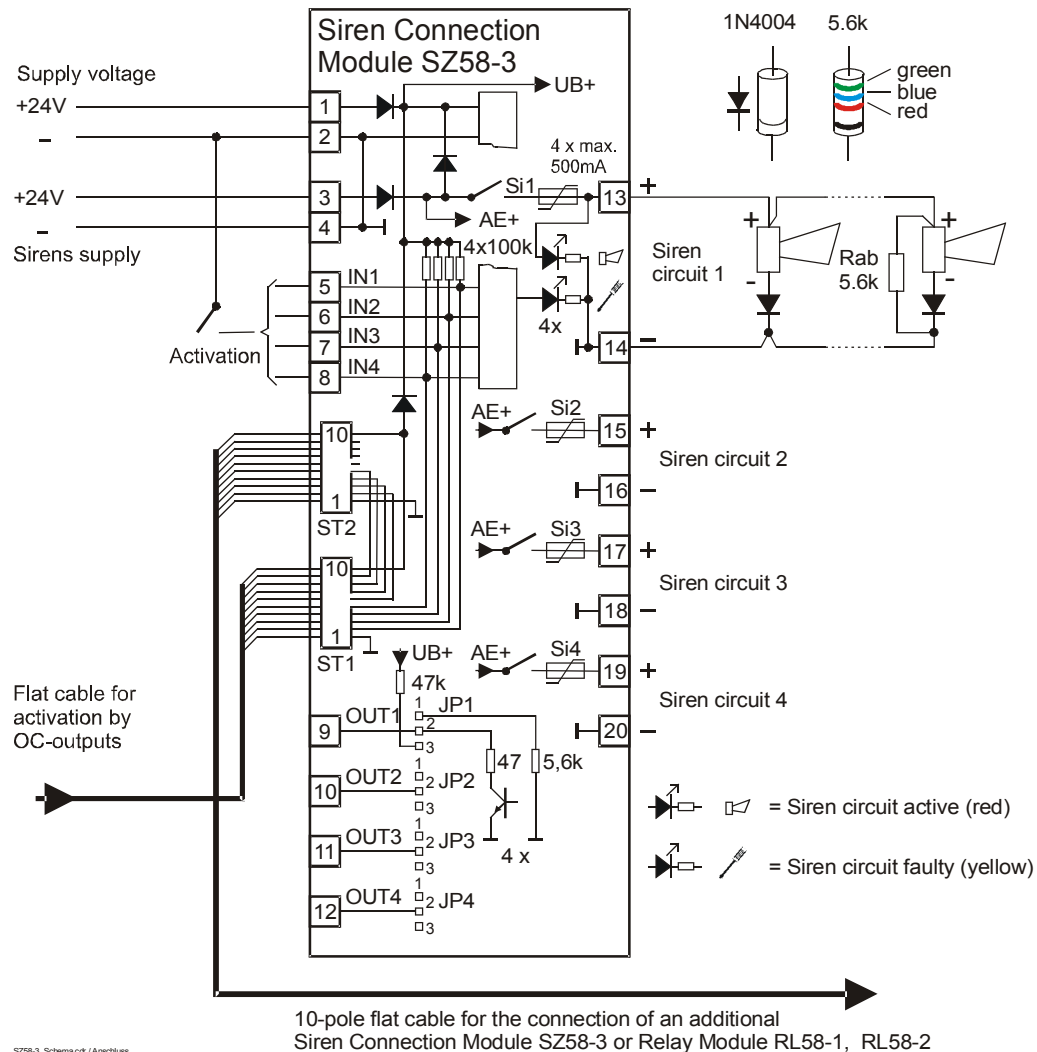 Siren Connection
Module SZ58-3
1N4004
5.6k
green
blue
red
Supply voltage
+24V
–
1
2
UB+
4 x max.
500mA
+24V
–
Sirens supply
3
4
Si1
AE+
13
+
4x100k
Siren
circuit 1
+
-
Rab
5.6k
+
-
5
IN1
6
IN2
7
IN3
8
IN4
Activation
4x
14
–
AE+
Si2
15
+
Siren circuit 2
16
–
10
1
ST2
AE+
Si3
17
+
Siren circuit 3
18
–
10
1
ST1
UB+
47k
AE+
Si4
19
+
Siren circuit 4
20
–
Flat cable for
activation by
OC-outputs
9
OUT1
1
2
3
JP1
47
5,6k
10
OUT2
1
2
3
JP2
11
OUT3
1
2
3
JP3
4 x
12
OUT4
1
2
3
JP4
= Siren circuit active (red)
= Siren circuit faulty (yellow)
10-pole flat cable for the connection of an additional
Siren Connection Module SZ58-3 or Relay Module RL58-1, RL58-2
SZ58-3_Schema.cdr / Anschluss